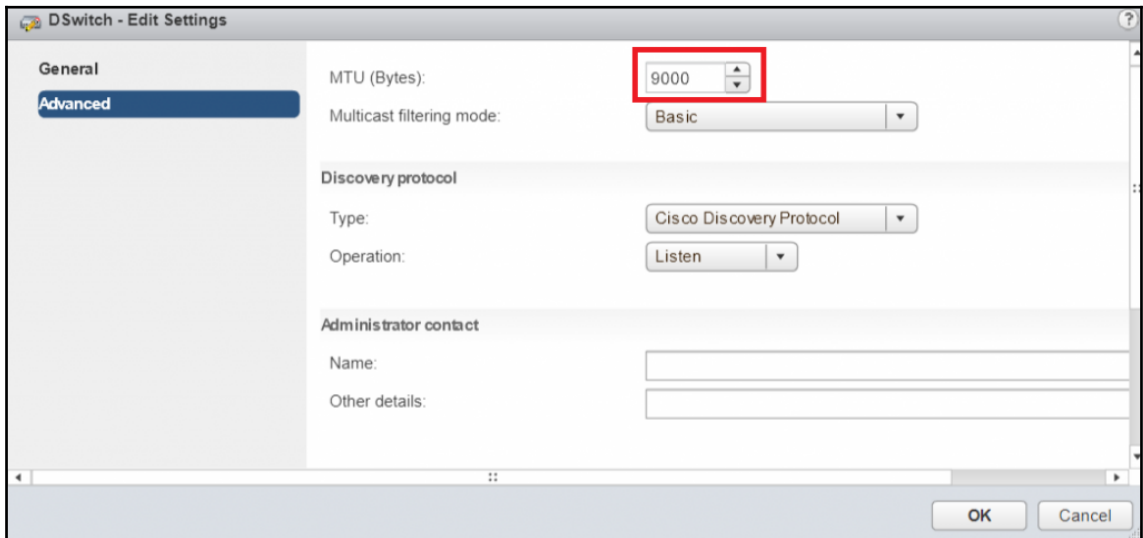 DSwitch - Edit Settings
?
General
Advanced
MTU (Bytes): 9000
Multicast filtering mode: Basic
Discovery protocol
Type: Cisco Discovery Protocol
Operation: Listen
Administrator contact
Name:
Other details:
OK Cancel